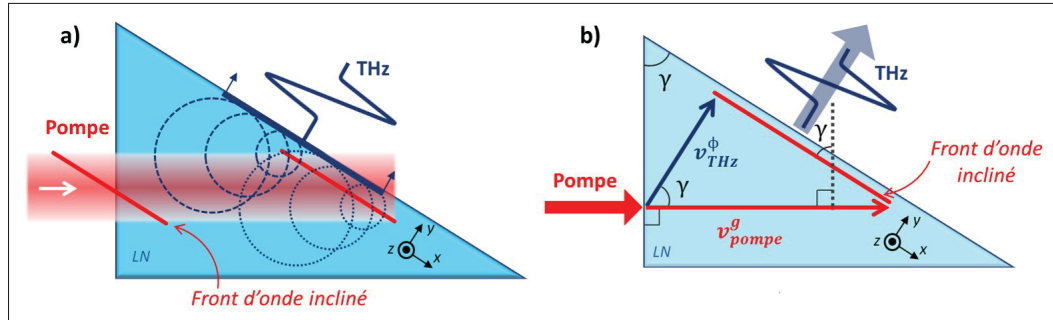 a)
THz
Pompe
LN
z
y
x
Front d'onde
incliné
b)
THz
γ
γ
Pompe
v^ϕ_THz
γ
v^g_pompe
Front d'onde
incliné
LN
z
y
x